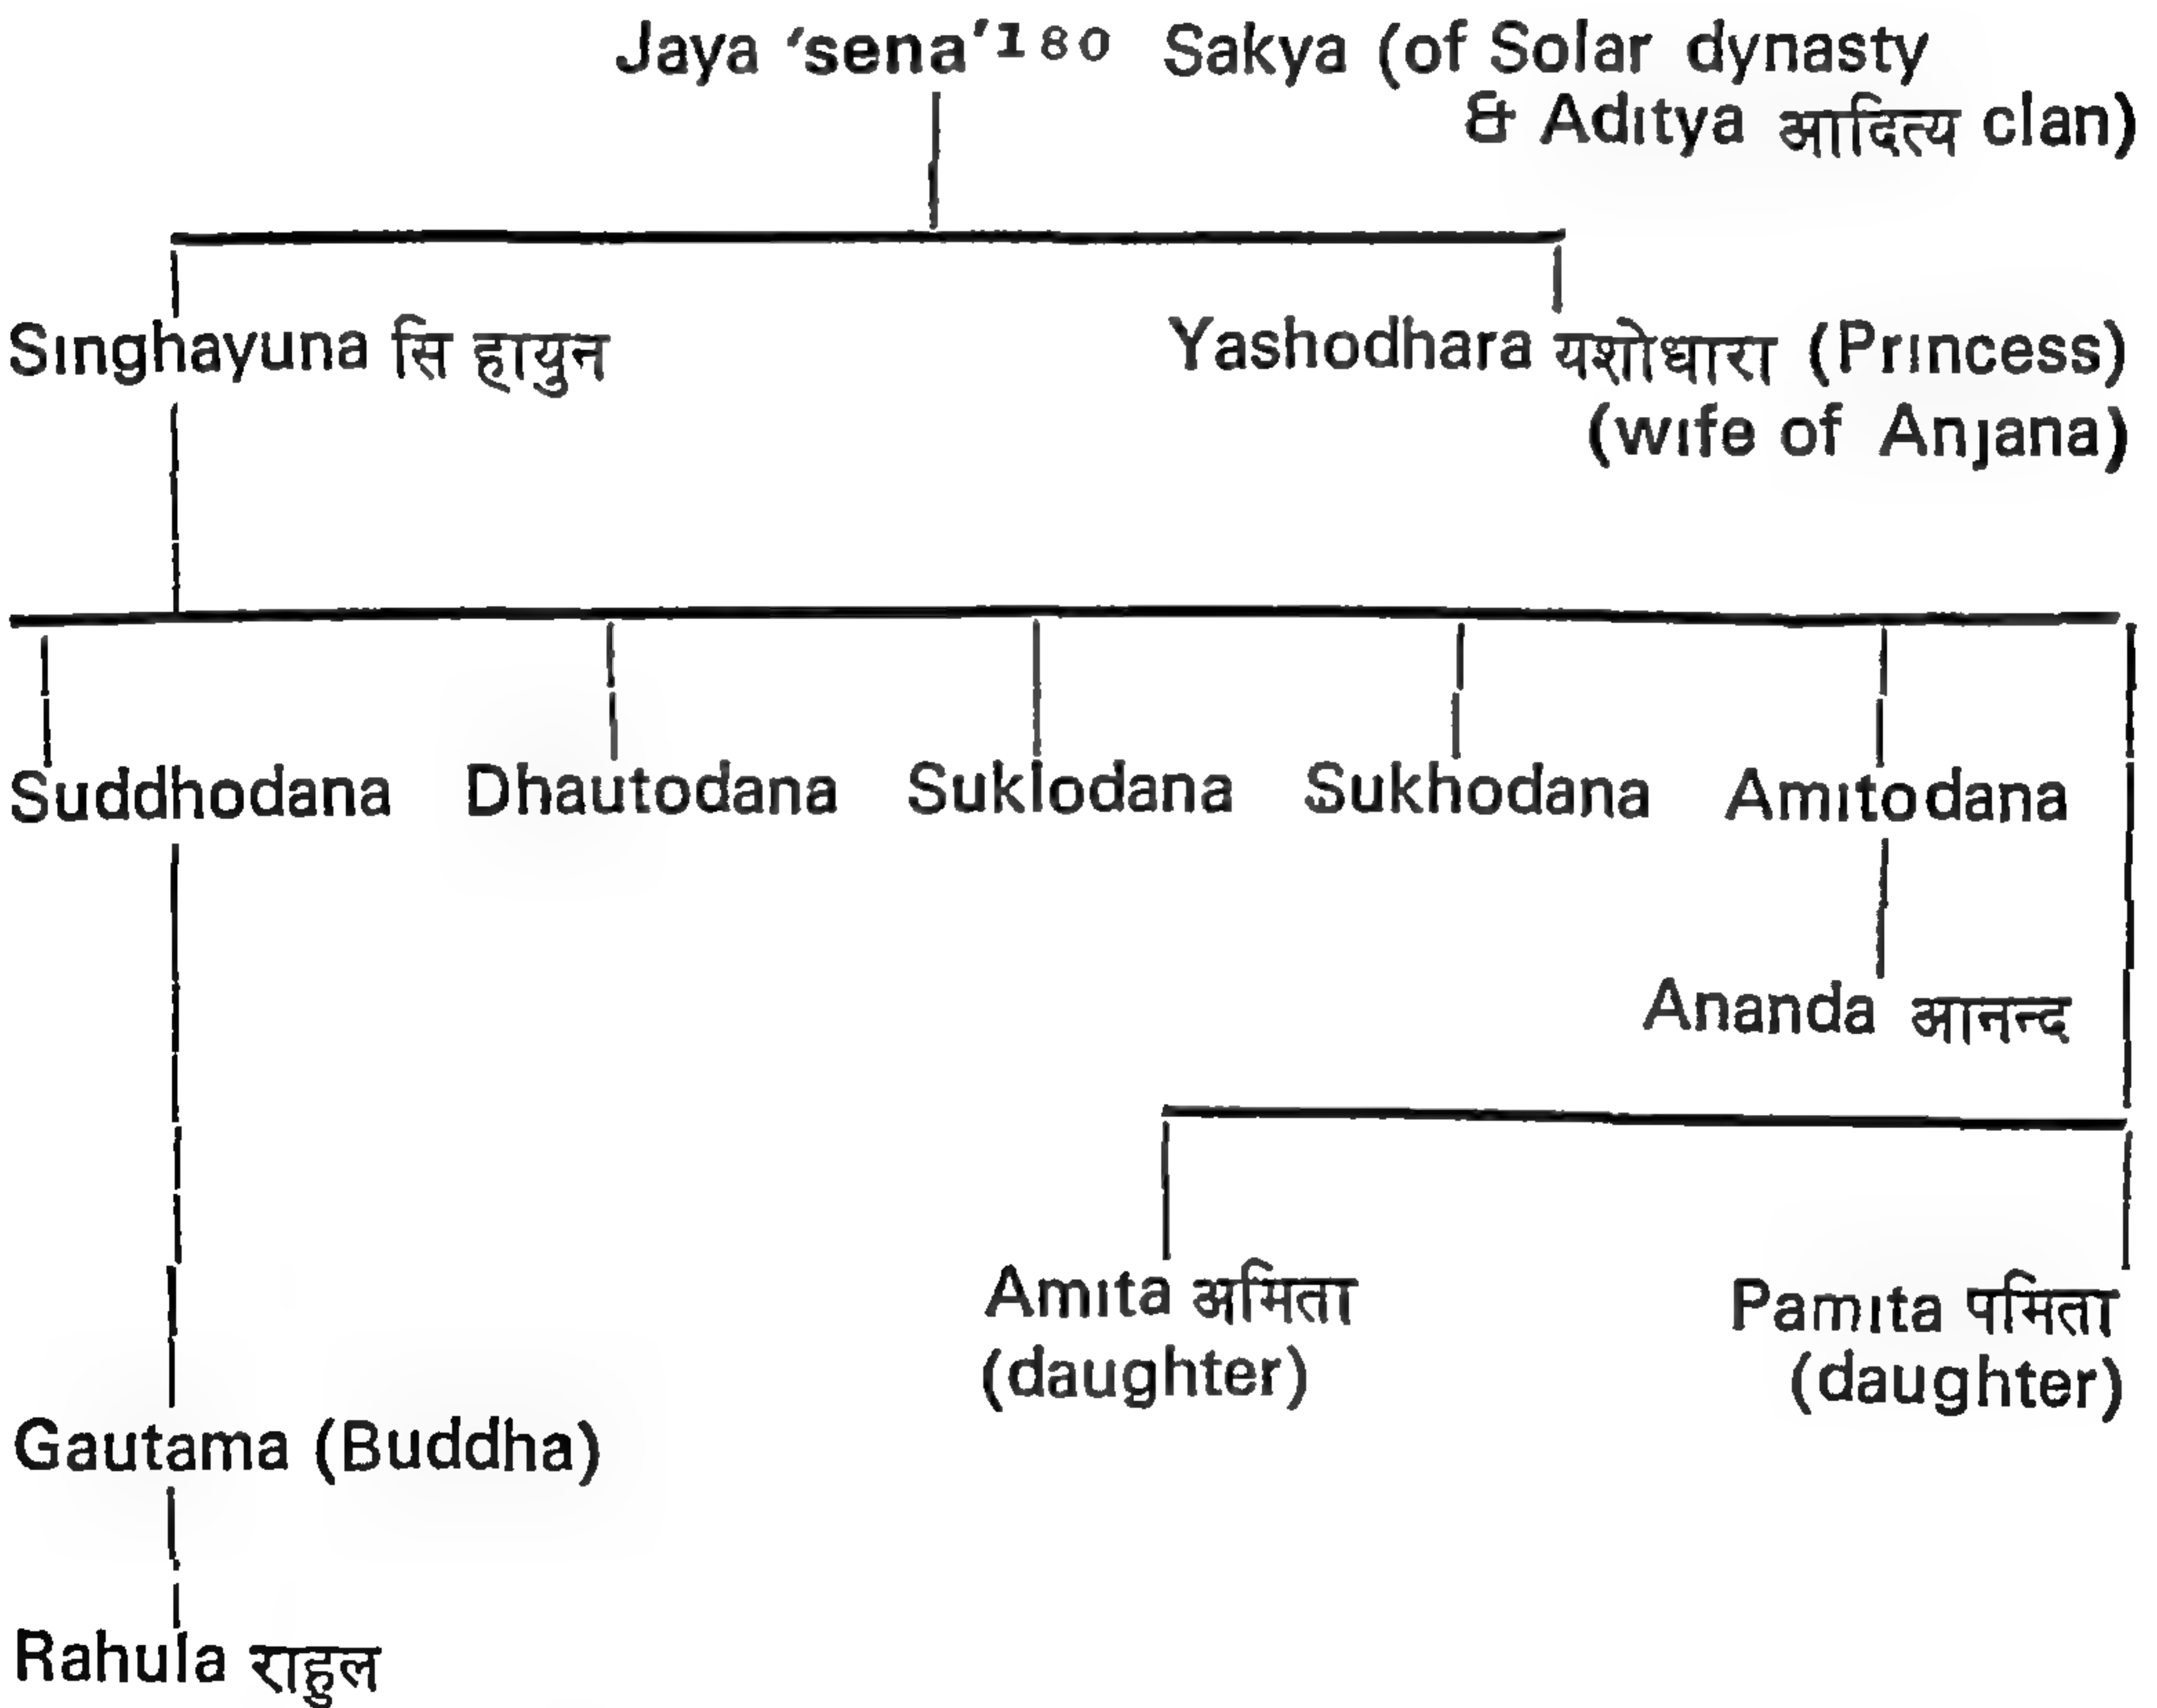 Jaya ‘sena’180 Sakya (of Solar dynasty
& Aditya आदित्य clan)
Singhayuna सि हायुन
Yashodhara यशोधारा (Princess)
(wife of Anjana)
Suddhodana Dhautodana Suklodana Sukhodana Amitodana
Ananda आनन्द
Amita अमिता
(daughter)
Pamita पमिता
(daughter)
Gautama (Buddha)
Rahula राहुल